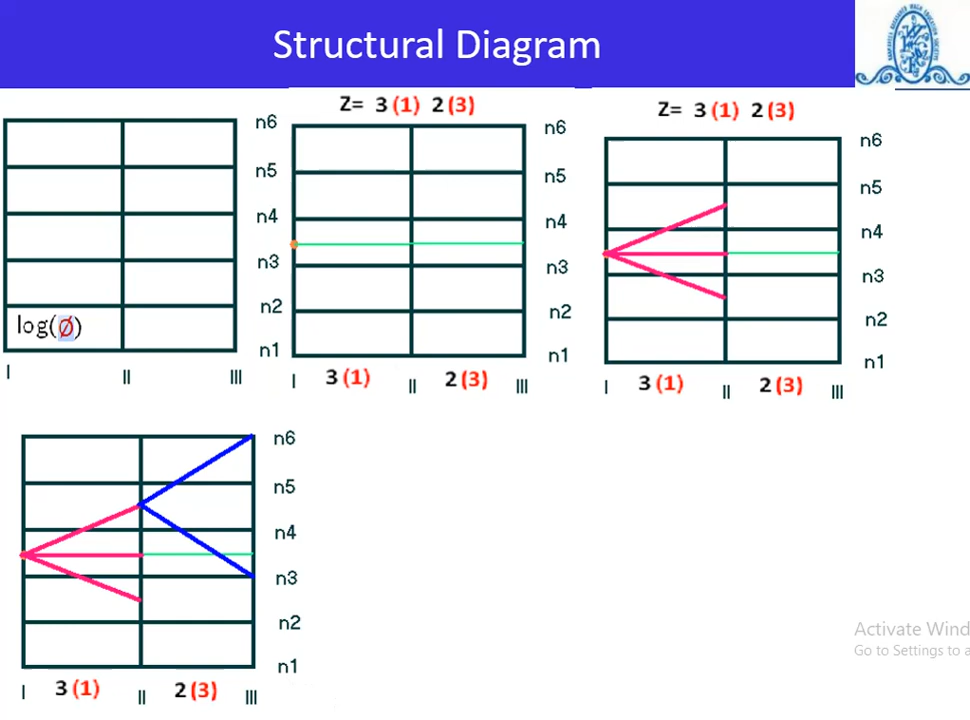 Structural Diagram
n6
n5
n4
n3
n2
n1
log(Ø)
I II III
Z= 3 (1) 2 (3)
n6
n5
n4
n3
n2
n1
I 3 (1) II 2 (3) III
Z= 3 (1) 2 (3)
n6
n5
n4
n3
n2
n1
I 3 (1) II 2 (3) III
n6
n5
n4
n3
n2
n1
I 3 (1) II 2 (3) III
Activate Wind
Go to Settings to a